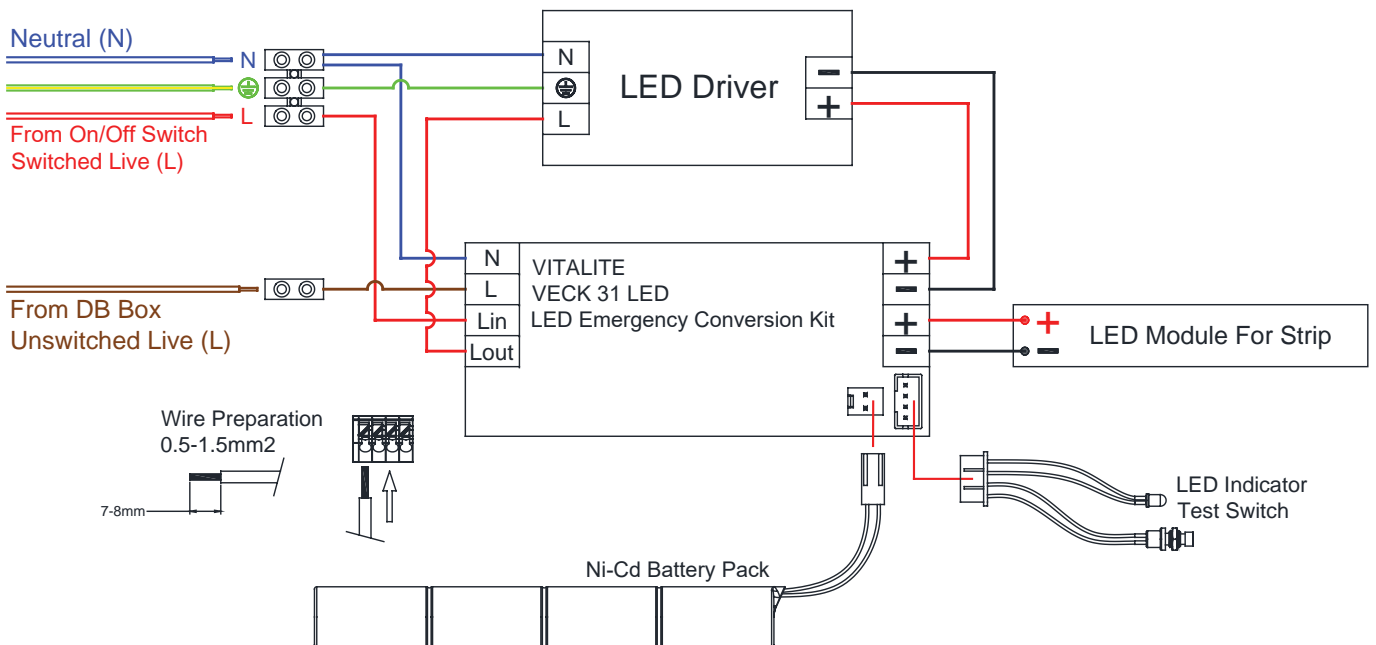 Neutral (N)
N
L
From On/Off Switch
Switched Live (L)
N
L
LED Driver
-
+
From DB Box
Unswitched Live (L)
N
L
Lin
Lout
VITALITE
VECK 31 LED
LED Emergency Conversion Kit
+
-
+
-
+
-
LED Module For Strip
Wire Preparation
0.5-1.5mm2
7-8mm
LED Indicator
Test Switch
Ni-Cd Battery Pack